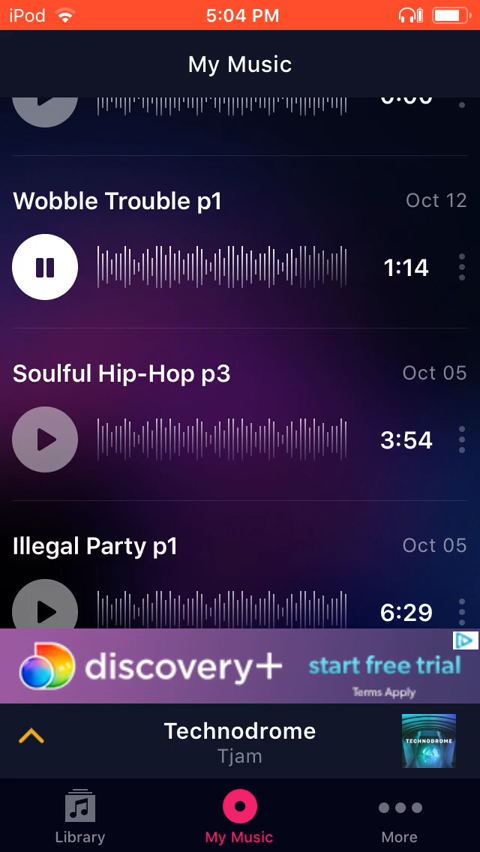 iPod
5:04 PM
My Music
0:00
Wobble Trouble p1
Oct 12
1:14
Soulful Hip-Hop p3
Oct 05
3:54
Illegal Party p1
Oct 05
6:29
discovery+
start free trial
Terms Apply
Technodrome
Tjam
TECHNODROME
Library
My Music
More